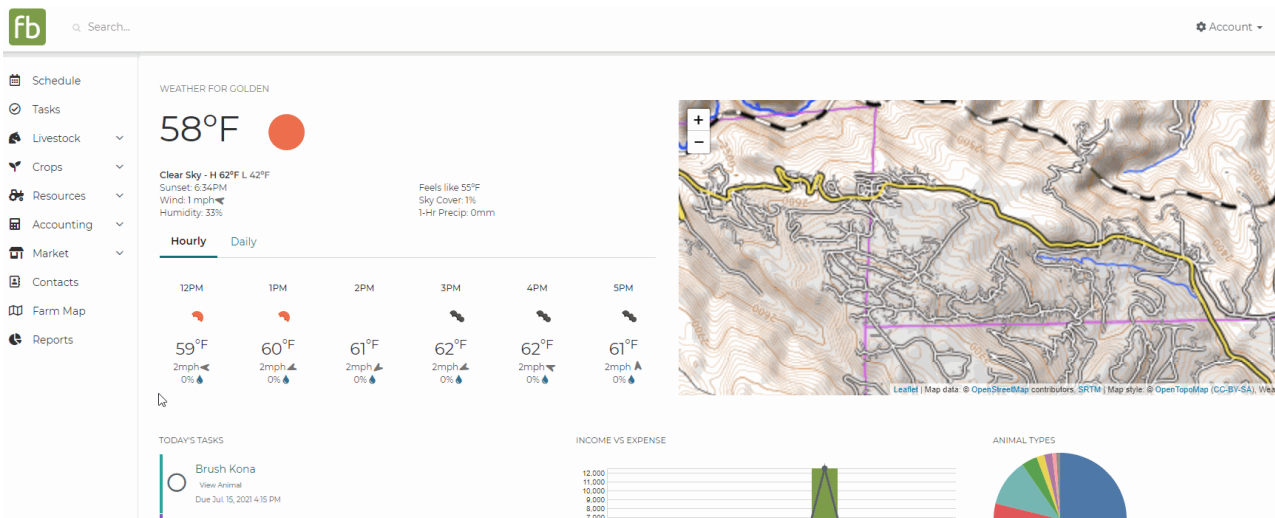 fb
Search...
Account
Schedule
Tasks
Livestock
Crops
Resources
Accounting
Market
Contacts
Farm Map
Reports
WEATHER FOR GOLDEN
58°F
Clear Sky - H 62°F L 42°F
Sunset: 6:34PM
Wind: 1 mph
Humidity: 33%
Feels like 55°F
Sky Cover: 1%
1-Hr Precip: 0mm
Hourly Daily
12PM 1PM 2PM 3PM 4PM 5PM
59°F 60°F 61°F 62°F 62°F 61°F
2mph 2mph 2mph 2mph 2mph 2mph
0% 0% 0% 0% 0% 0%
+
−
2600
2600
Leaflet | Map data: © OpenStreetMap contributors, SRTM | Map style: © OpenTopoMap (CC-BY-SA), Wea
TODAY'S TASKS
Brush Kona
View Animal
Due Jul. 15, 2021 4:15 PM
INCOME VS EXPENSE
12,000
11,000
10,000
9,000
8,000
7,000
ANIMAL TYPES